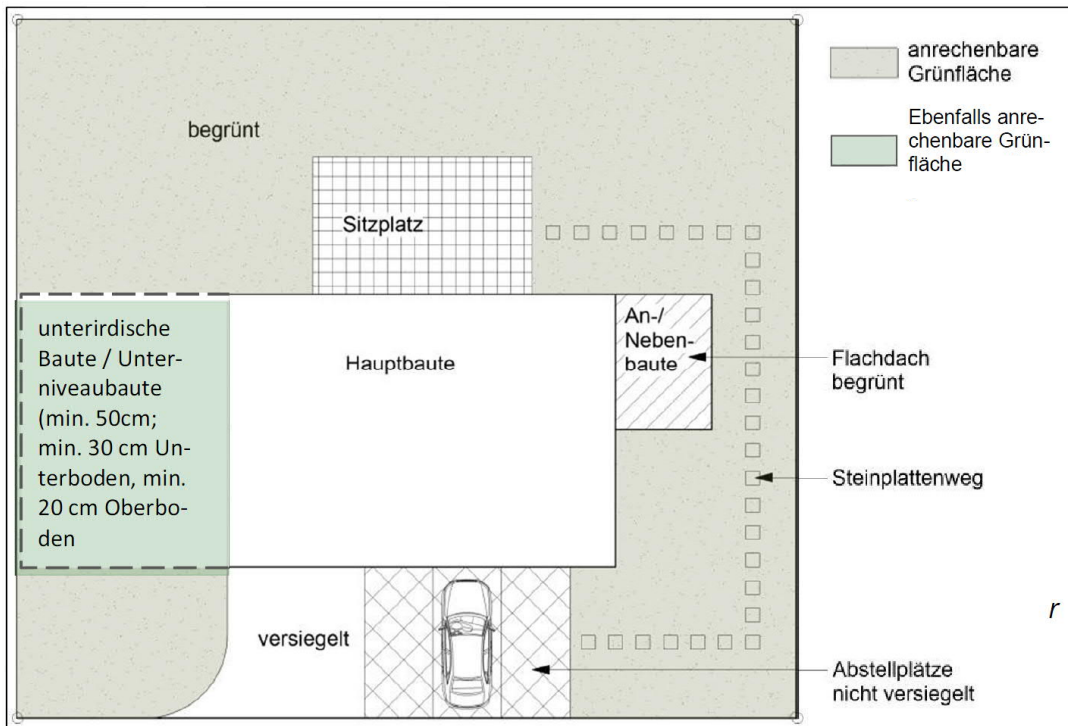 begrünt
Sitzplatz
unterirdische
Baute / Unter-
niveaubaute
(min. 50cm;
min. 30 cm Un-
terboden, min.
20 cm Oberbo-
den
Hauptbaute
An-/
Neben-
baute
versiegelt
anrechenbare
Grünfläche
Ebenfalls anre-
chenbare Grün-
fläche
Flachdach
begrünt
Steinplattenweg
r
Abstellplätze
nicht versiegelt